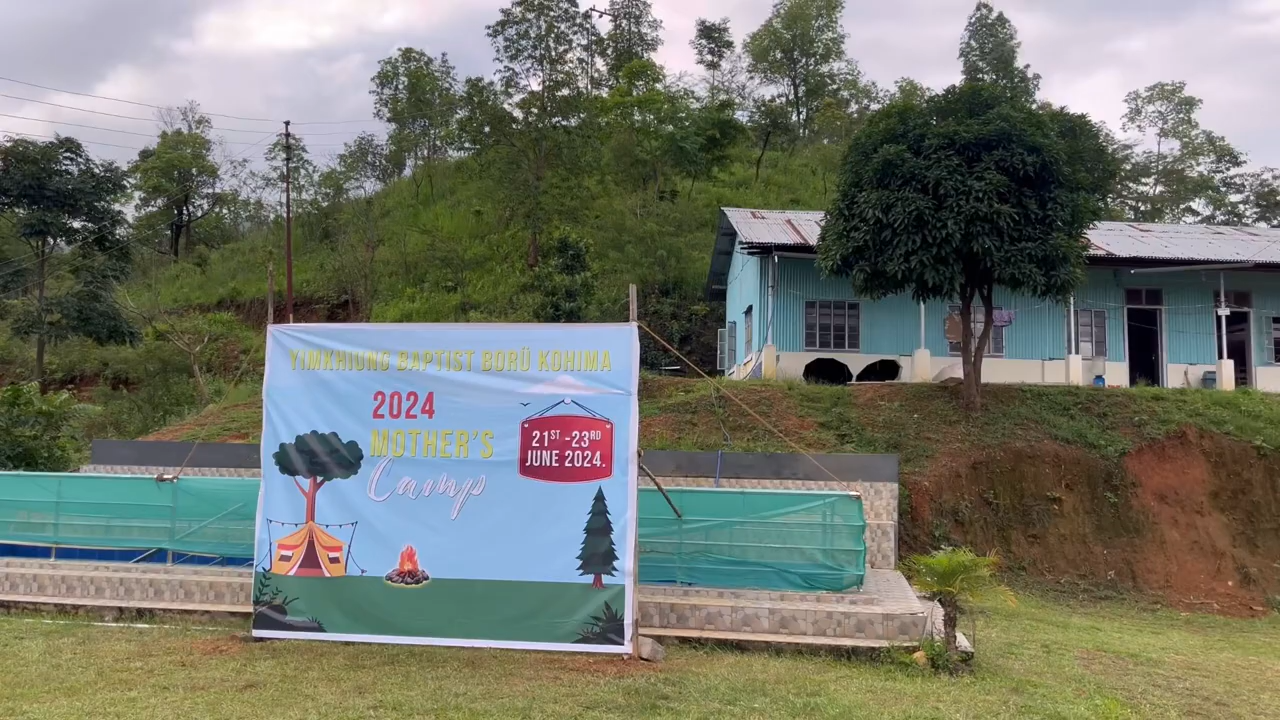 YIMKHIUNG BAPTIST BORÜ KOHIMA
2024
MOTHER'S
Camp
21ST -23RD
JUNE 2024.